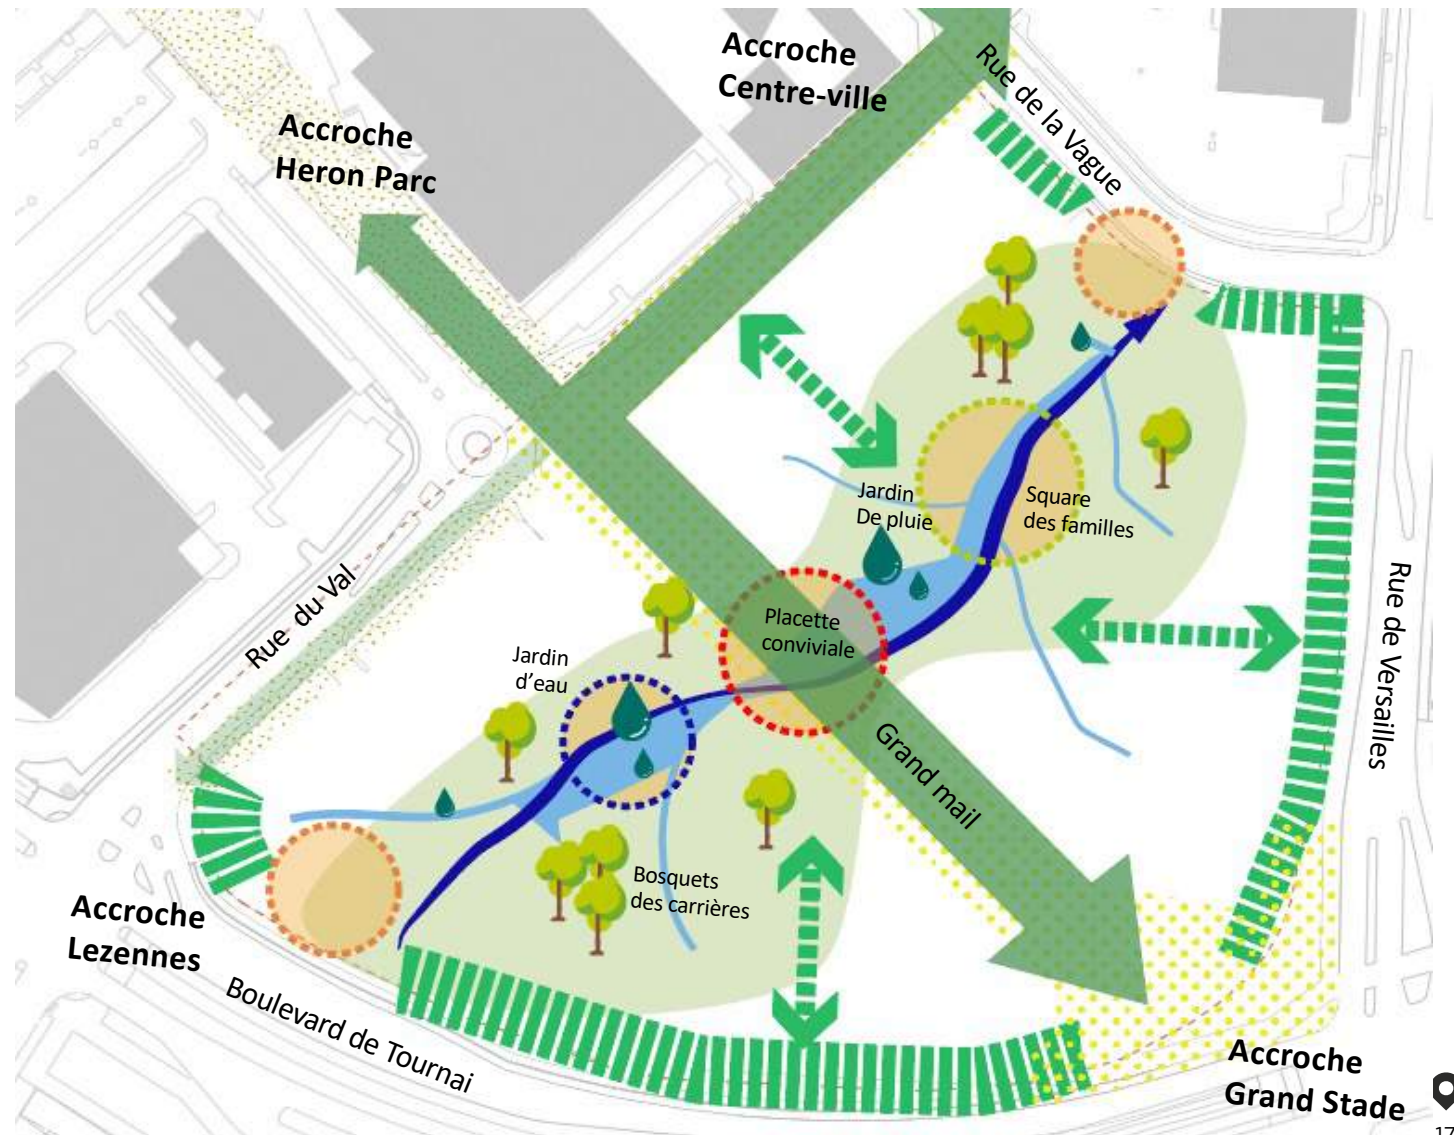 Accroche
Centre-ville
Rue de la Vague
Accroche
Heron Parc
Jardin
De pluie
Square
des familles
Rue du Val
Placette
conviviale
Jardin
d'eau
Rue de Versailles
Grand mail
Bosquets
des carrières
Accroche
Lezennes
Boulevard de Tournai
Accroche
Grand Stade
17